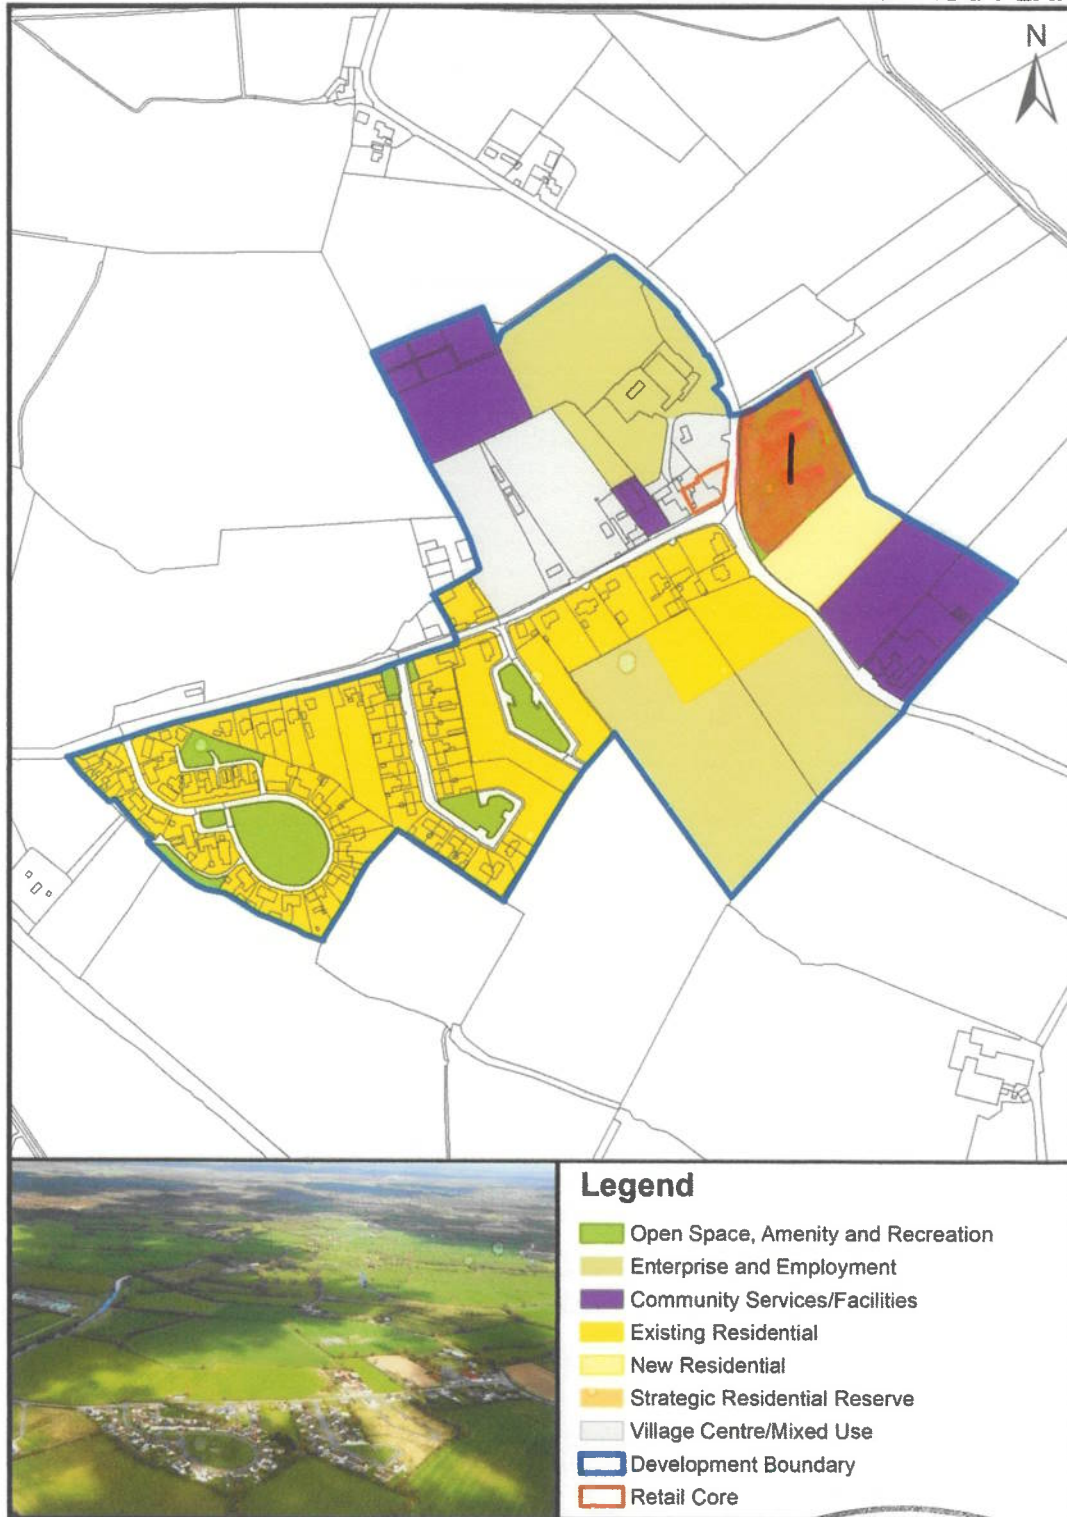 N
I
Legend
Open Space, Amenity and Recreation
Enterprise and Employment
Community Services/Facilities
Existing Residential
New Residential
Strategic Residential Reserve
Village Centre/Mixed Use
Development Boundary
Retail Core